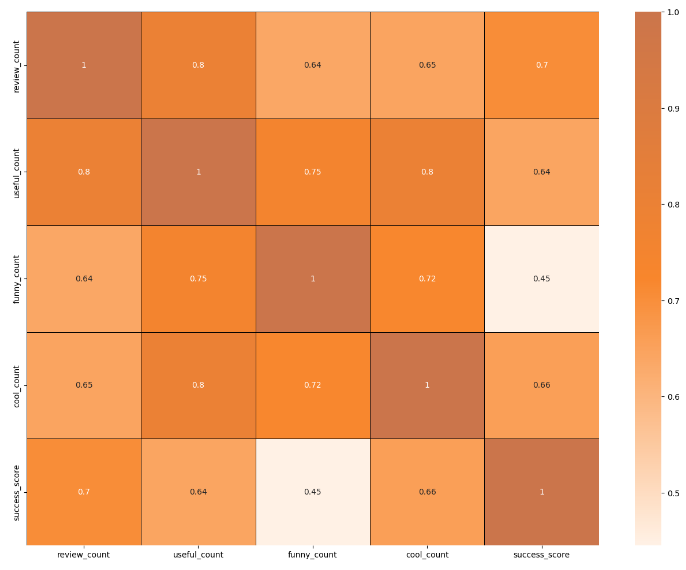 1.0
review_count 1 0.8 0.64 0.65 0.7
0.9
useful_count 0.8 1 0.75 0.8 0.64
0.8
funny_count 0.64 0.75 1 0.72 0.45
0.7
cool_count 0.65 0.8 0.72 1 0.66
0.6
success_score 0.7 0.64 0.45 0.66 1
0.5
review_count useful_count funny_count cool_count success_score